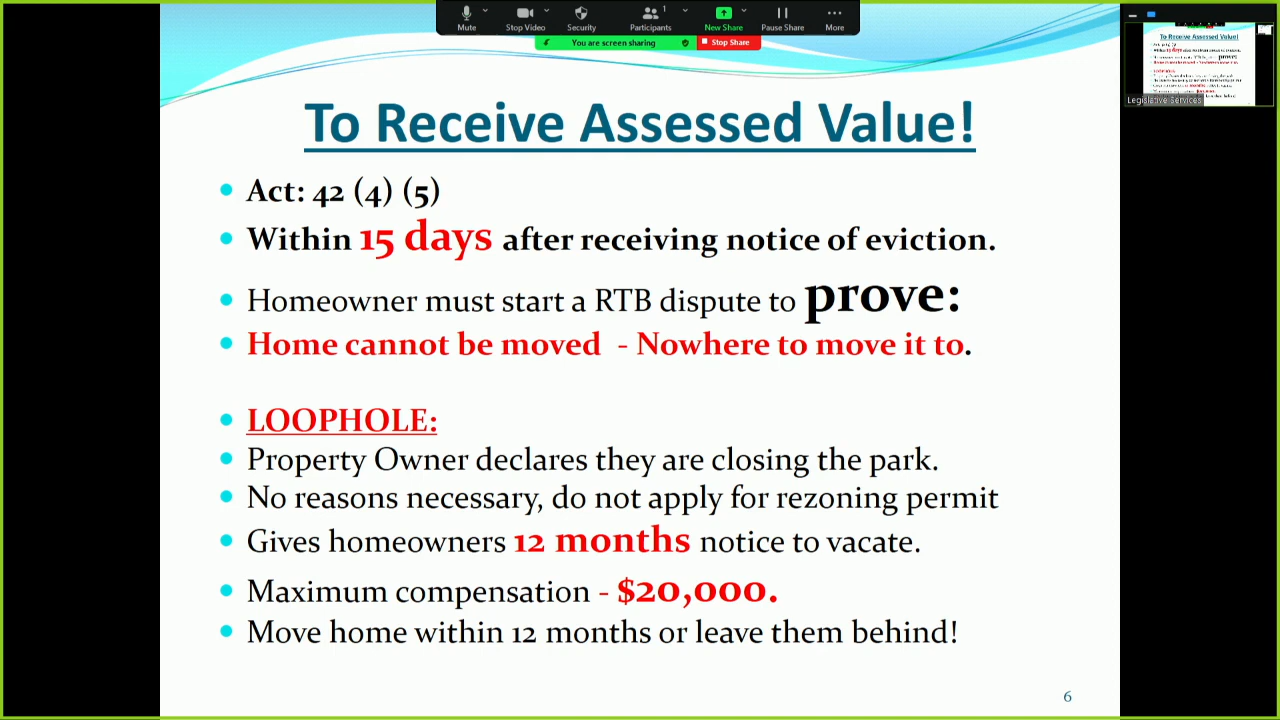 Mute
Stop Video
Security
Participants
1
New Share
Pause Share
More
You are screen sharing
Stop Share
To Receive Assessed Value!
Legislative Services
To Receive Assessed Value!
Act: 42 (4) (5)
Within 15 days after receiving notice of eviction.
Homeowner must start a RTB dispute to prove:
Home cannot be moved - Nowhere to move it to.
LOOPHOLE:
Property Owner declares they are closing the park.
No reasons necessary, do not apply for rezoning permit
Gives homeowners 12 months notice to vacate.
Maximum compensation - $20,000.
Move home within 12 months or leave them behind!
6